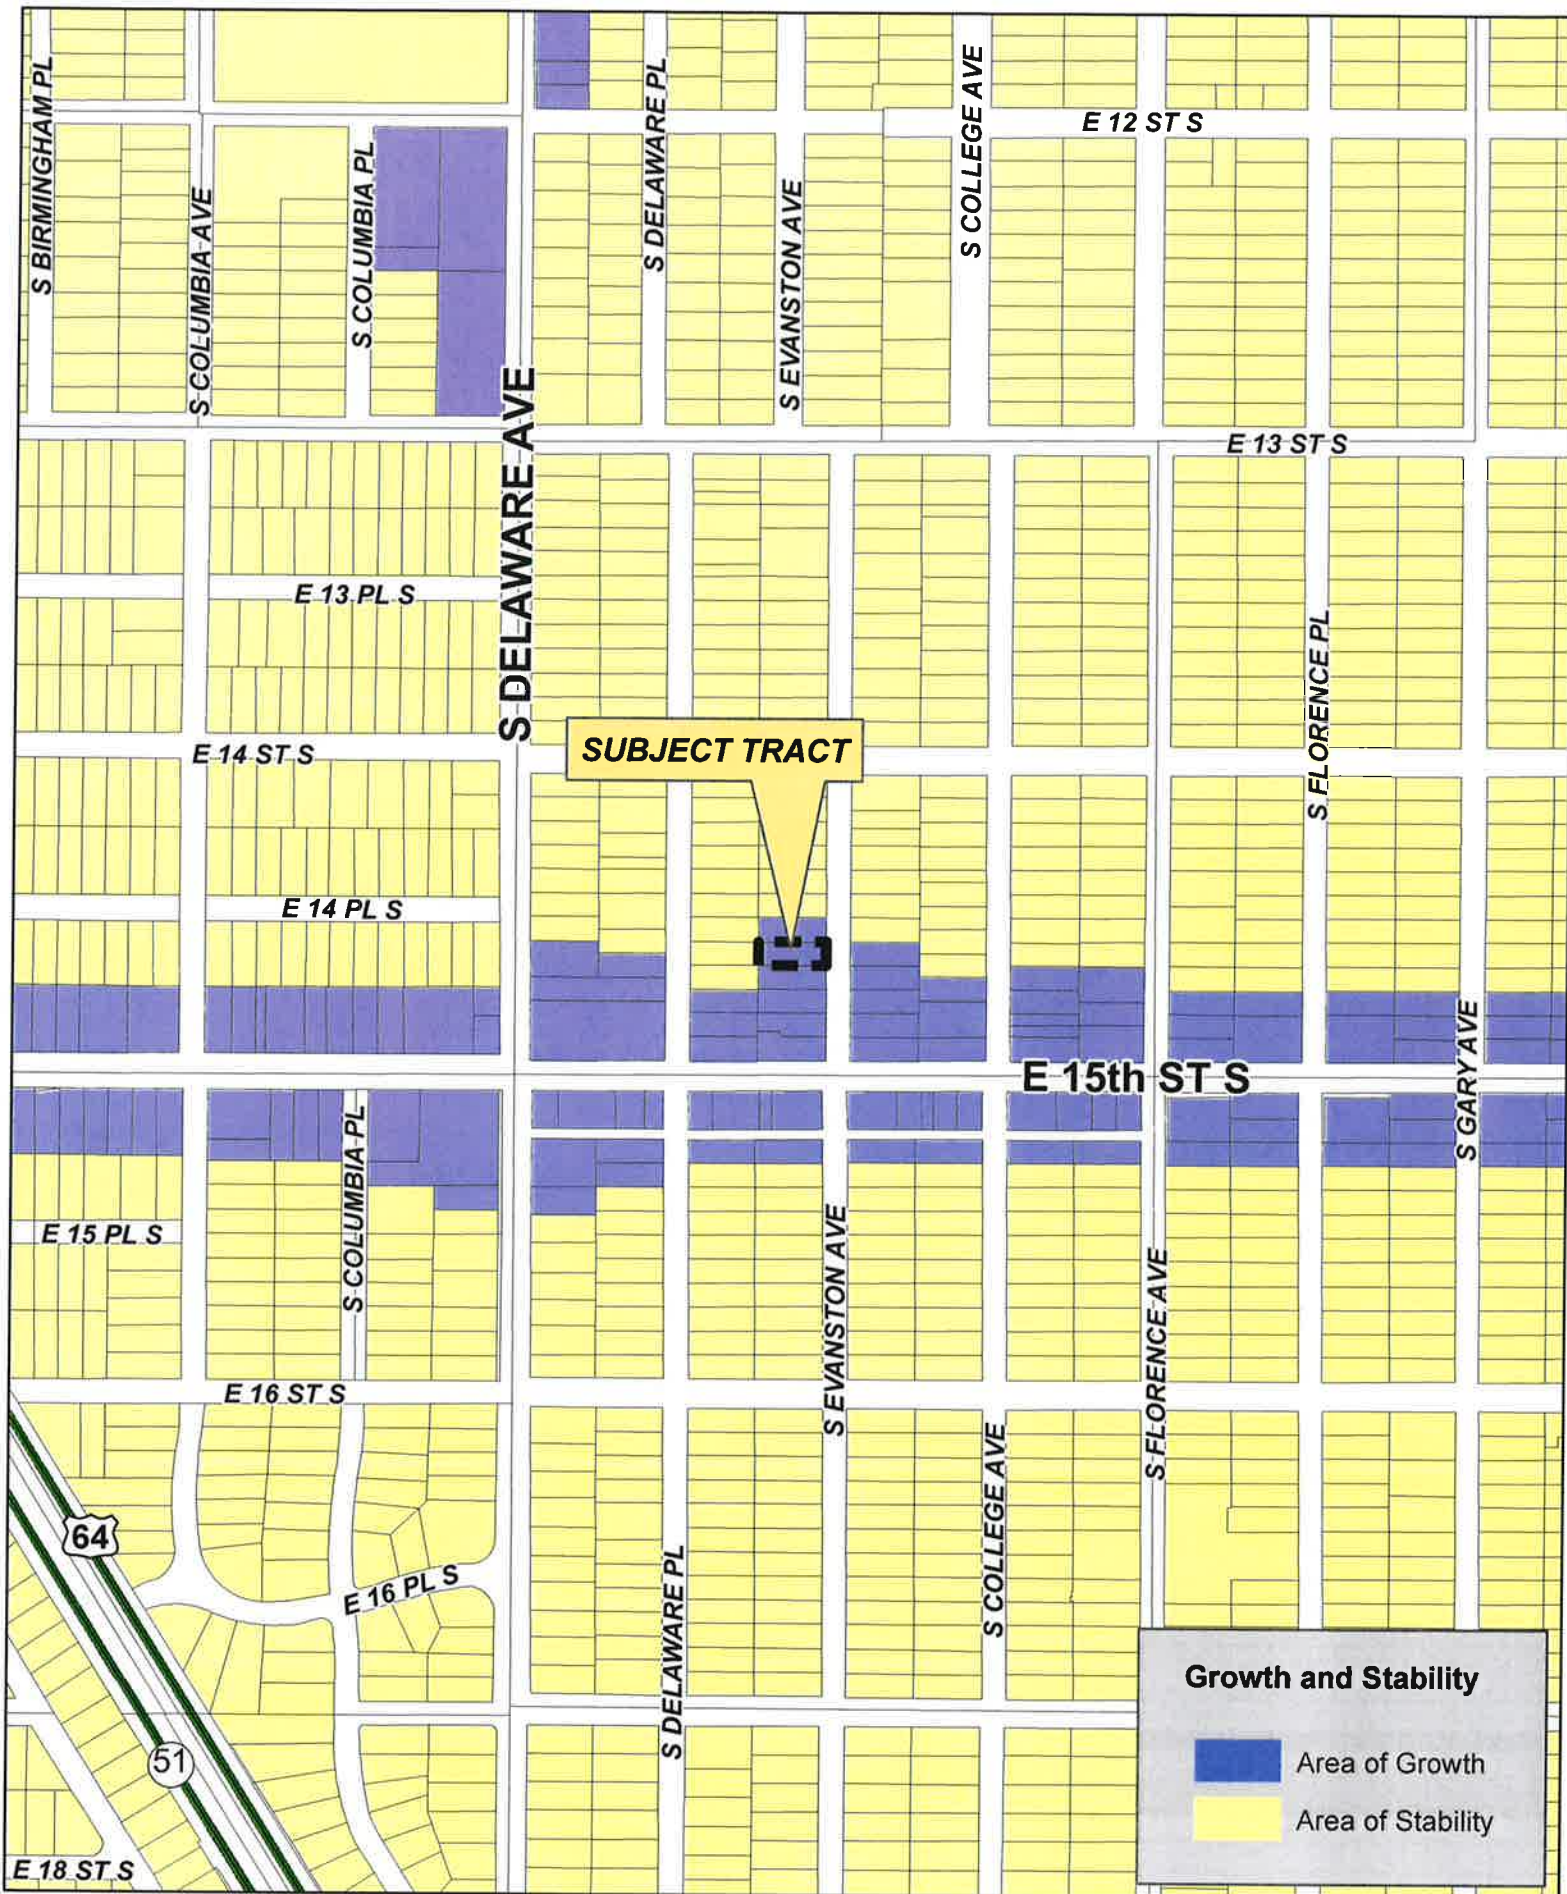 S BIRMINGHAM PL
S COLUMBIA AVE
S COLUMBIA PL
S DELAWARE PL
S EVANSTON AVE
S COLLEGE AVE
E 12 ST S
E 13 ST S
S DELAWARE AVE
E 13 PL S
S FLORENCE PL
E 14 ST S
SUBJECT TRACT
E 14 PL S
E 15th ST S
S GARY AVE
S COLUMBIA PL
E 15 PL S
S EVANSTON AVE
S FLORENCE AVE
E 16 ST S
S COLLEGE AVE
64
E 16 PL S
S DELAWARE PL
51
E 18 ST S
Growth and Stability
Area of Growth
Area of Stability